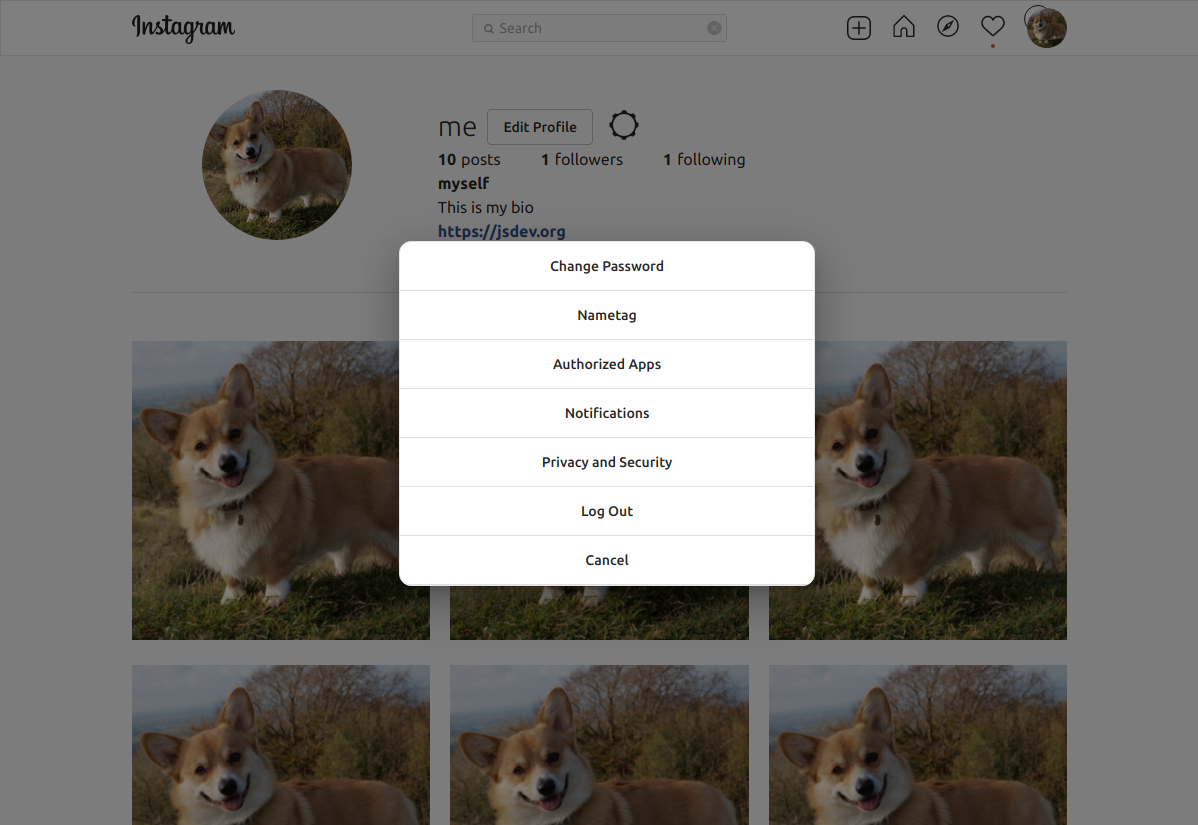 Instagram
Search
me Edit Profile
10 posts 1 followers 1 following
myself
This is my bio
https://jsdev.org
Change Password
Nametag
Authorized Apps
Notifications
Privacy and Security
Log Out
Cancel